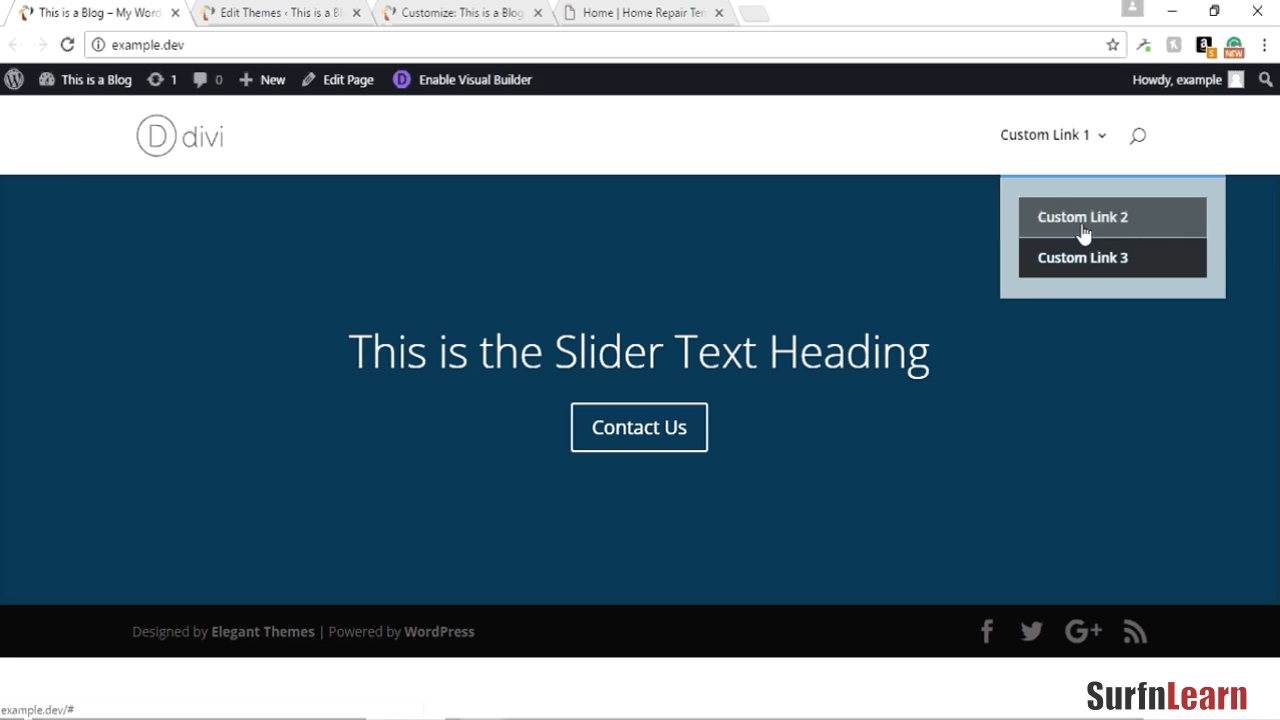 This is a Blog – My Word
Edit Themes ‹ This is a Bl
Customize: This is a Blog
Home | Home Repair Ter
example.dev
NEW
This is a Blog
1
0
New
Edit Page
D
Enable Visual Builder
Howdy, example
D divi
Custom Link 1
Custom Link 2
Custom Link 3
This is the Slider Text Heading
Contact Us
Designed by Elegant Themes | Powered by WordPress
example.dev/#
SurfnLearn